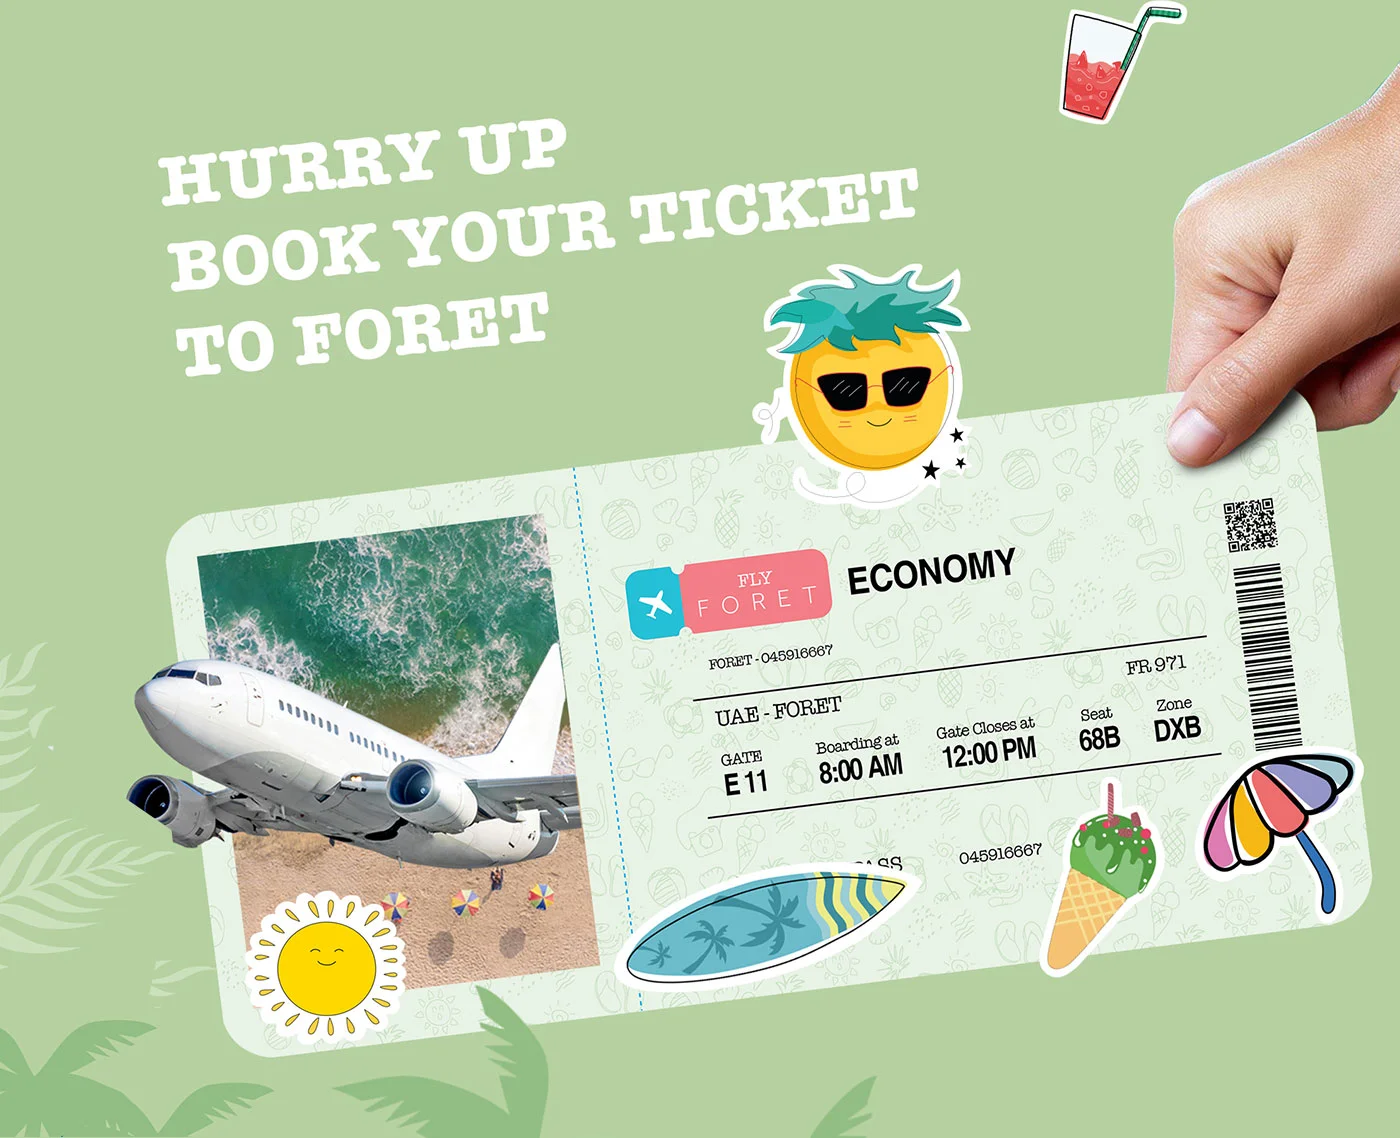 HURRY UP
BOOK YOUR TICKET
TO FORET
FLY
FORET
ECONOMY
FORET - 045916667
FR 971
UAE - FORET
GATE
E 11
Boarding at
8:00 AM
Gate Closes at
12:00 PM
Seat
68B
Zone
DXB
045916667